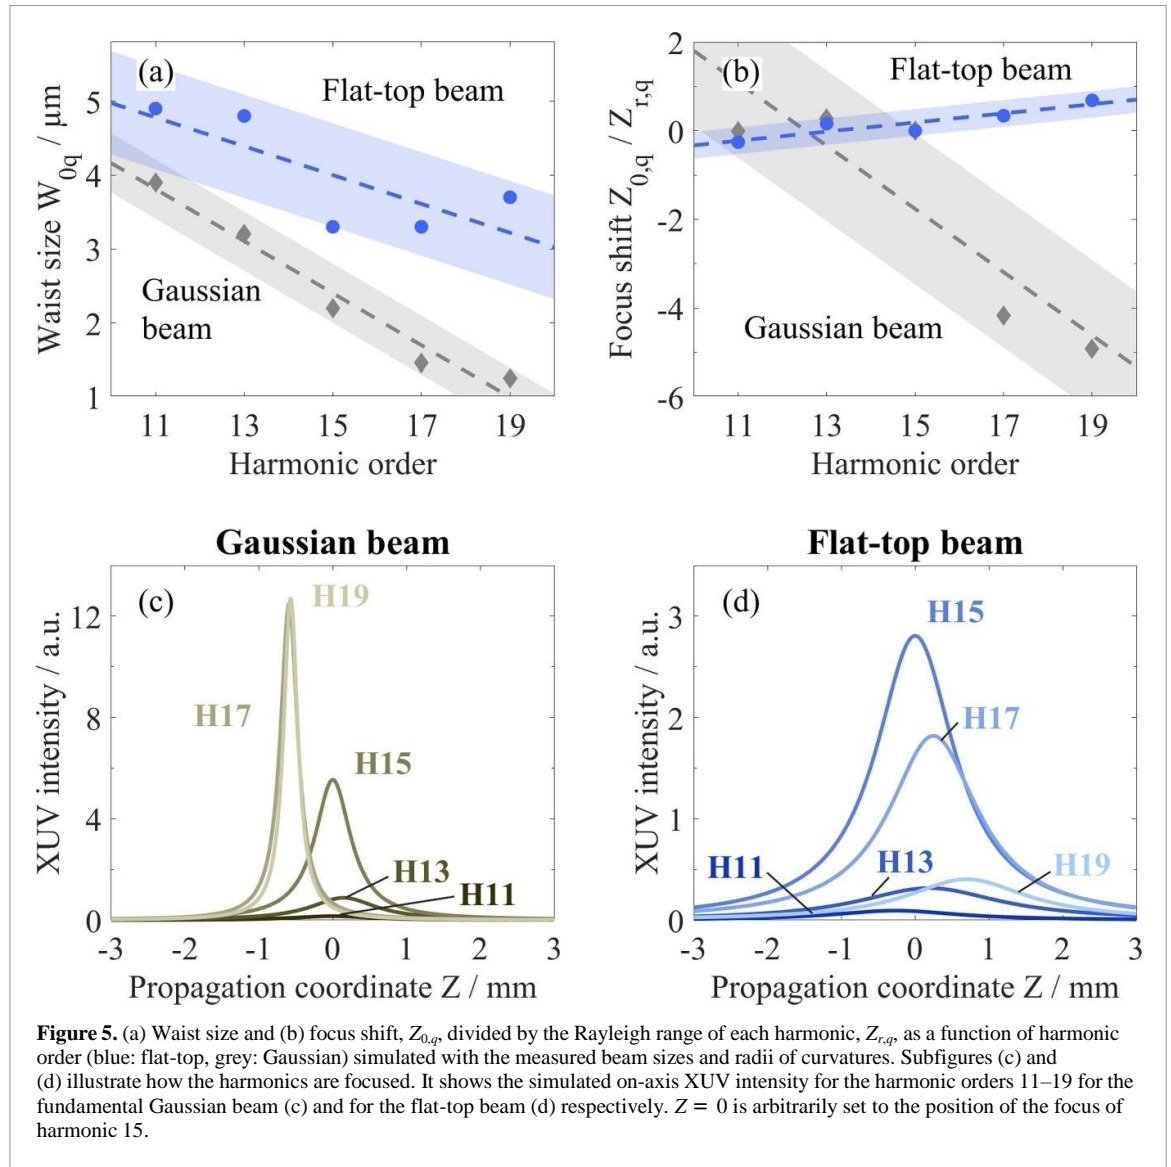 (a)
Flat-top beam
Gaussian
beam
Waist size W0q / μm
5
4
3
2
1
11 13 15 17 19
Harmonic order
(b)
Flat-top beam
Gaussian beam
Focus shift Z0,q / Zr,q
2
0
-2
-4
-6
11 13 15 17 19
Harmonic order
Gaussian beam
(c)
H19
H17
H15
H13
H11
XUV intensity / a.u.
12
8
4
0
-3 -2 -1 0 1 2 3
Propagation coordinate Z / mm
Flat-top beam
(d)
H15
H17
H11
H13
H19
XUV intensity / a.u.
3
2
1
0
-3 -2 -1 0 1 2 3
Propagation coordinate Z / mm
Figure 5. (a) Waist size and (b) focus shift, Z0,q, divided by the Rayleigh range of each harmonic, Zr,q, as a function of harmonic
order (blue: flat-top, grey: Gaussian) simulated with the measured beam sizes and radii of curvatures. Subfigures (c) and
(d) illustrate how the harmonics are focused. It shows the simulated on-axis XUV intensity for the harmonic orders 11–19 for the
fundamental Gaussian beam (c) and for the flat-top beam (d) respectively. Z = 0 is arbitrarily set to the position of the focus of
harmonic 15.